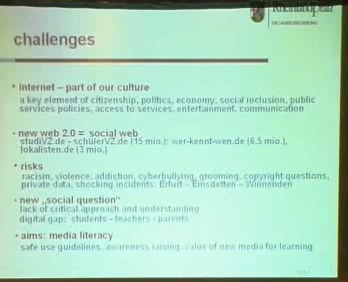 Rheinlandpfalz
challenges
• Internet – part of our culture
a key element of citizenship, politics, economy, social inclusion, public
services policies, access to services, entertainment, communication
- new web 2.0 = social web
studiVZ.de - schülerVZ.de (15 mio.); wer-kennt-wen.de (6.5 mio.),
lokalisten.de (3 mio.)
• risks
racism, violence, addiction, cyberbullying, grooming, copyright questions,
private data, shocking incidents: Erfurt – Emsdetten – Winnenden
- new „social question"
lack of critical approach and understanding
digital gap: students - teachers - parents
• aims: media literacy
safe use guidelines, awareness raising, value of new media for learning